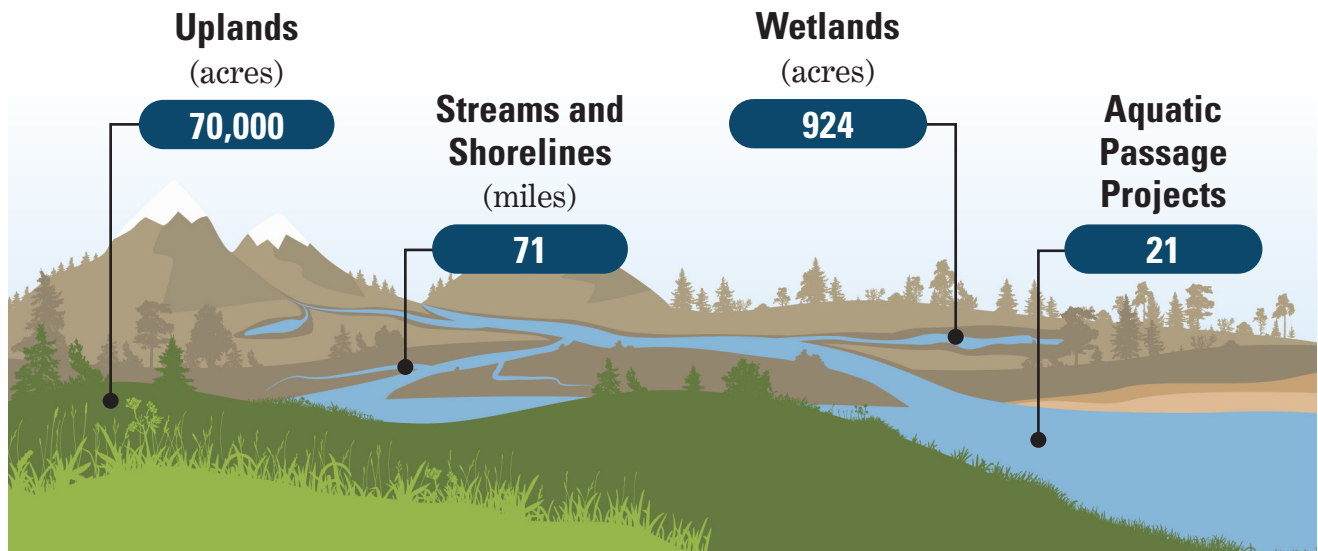 Uplands
(acres)
70,000
Streams and
Shorelines
(miles)
71
Wetlands
(acres)
924
Aquatic
Passage
Projects
21